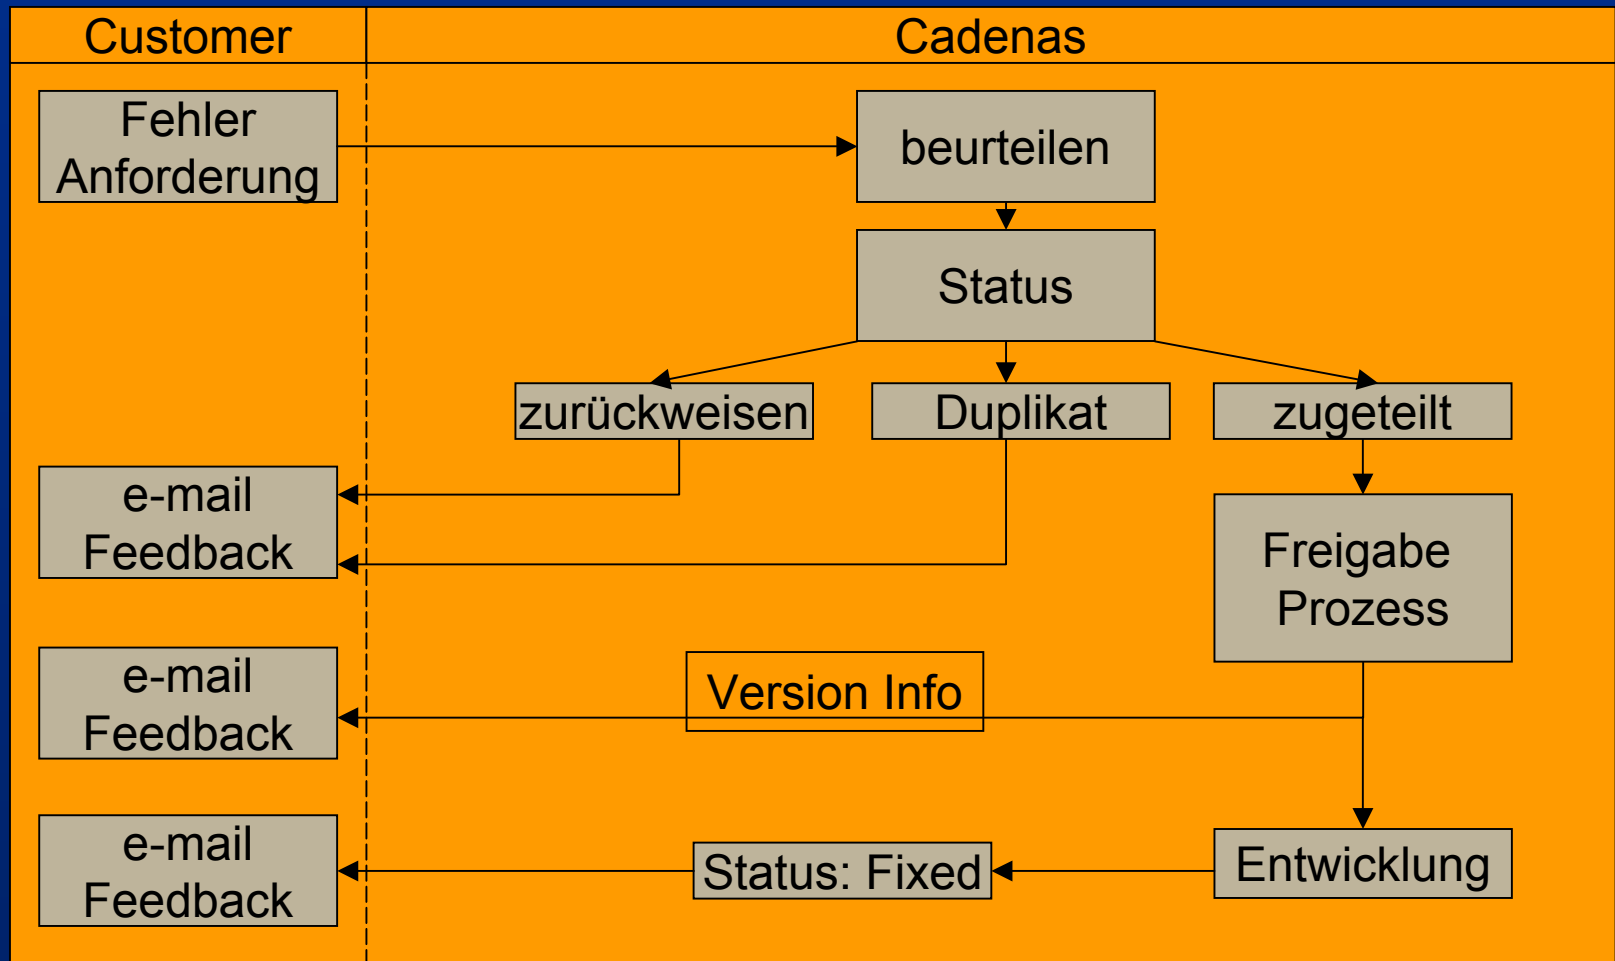 Customer
Cadenas
Fehler
Anforderung
beurteilen
Status
zurückweisen
Duplikat
zugeteilt
e-mail
Feedback
Freigabe
Prozess
e-mail
Feedback
Version Info
e-mail
Feedback
Status: Fixed
Entwicklung